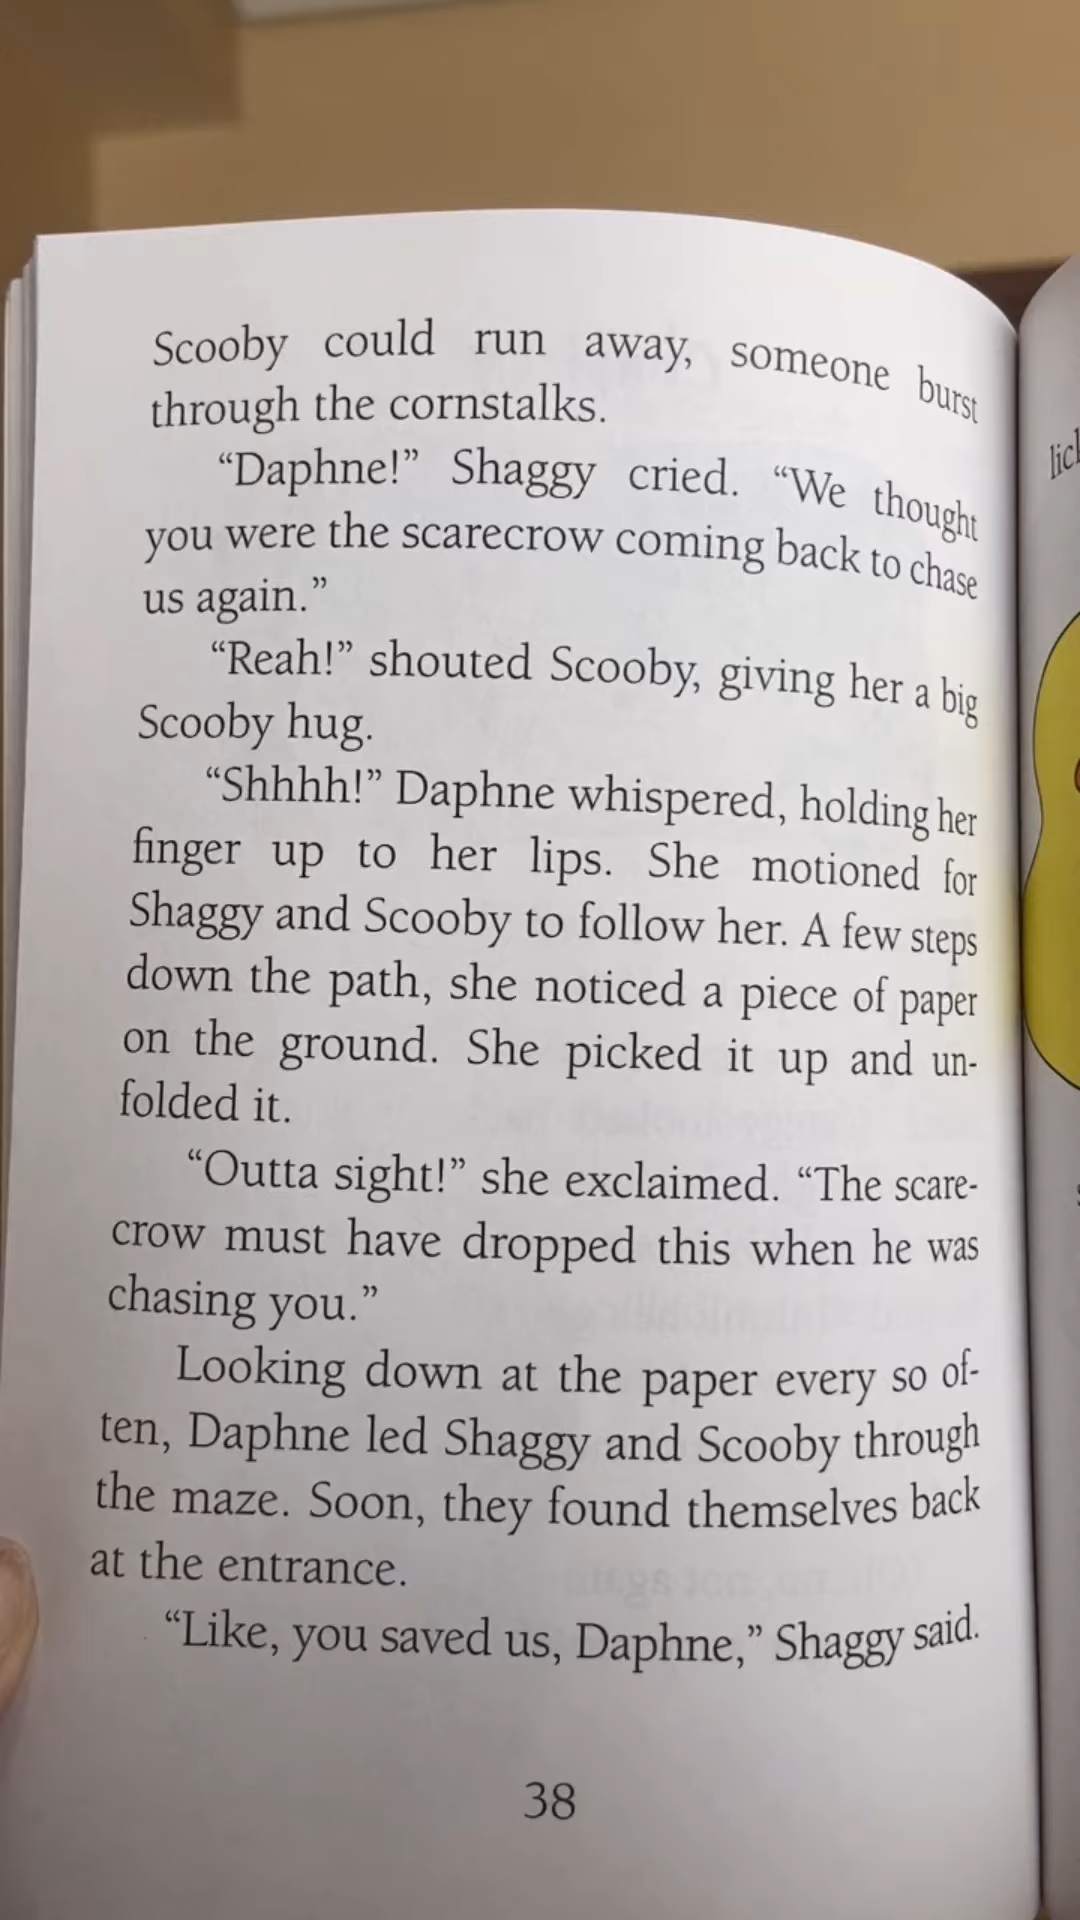 Scooby could run away, someone burst
through the cornstalks.
“Daphne!” Shaggy cried. “We thought
you were the scarecrow coming back to chase
us again.”
“Reah!” shouted Scooby, giving her a big
Scooby hug.
“Shhhh!” Daphne whispered, holding her
finger up to her lips. She motioned for
Shaggy and Scooby to follow her. A few steps
down the path, she noticed a piece of paper
on the ground. She picked it up and un-
folded it.
“Outta sight!” she exclaimed. “The scare-
crow must have dropped this when he was
chasing you.”
Looking down at the paper every so of-
ten, Daphne led Shaggy and Scooby through
the maze. Soon, they found themselves back
at the entrance.
“Like, you saved us, Daphne,” Shaggy said.
38